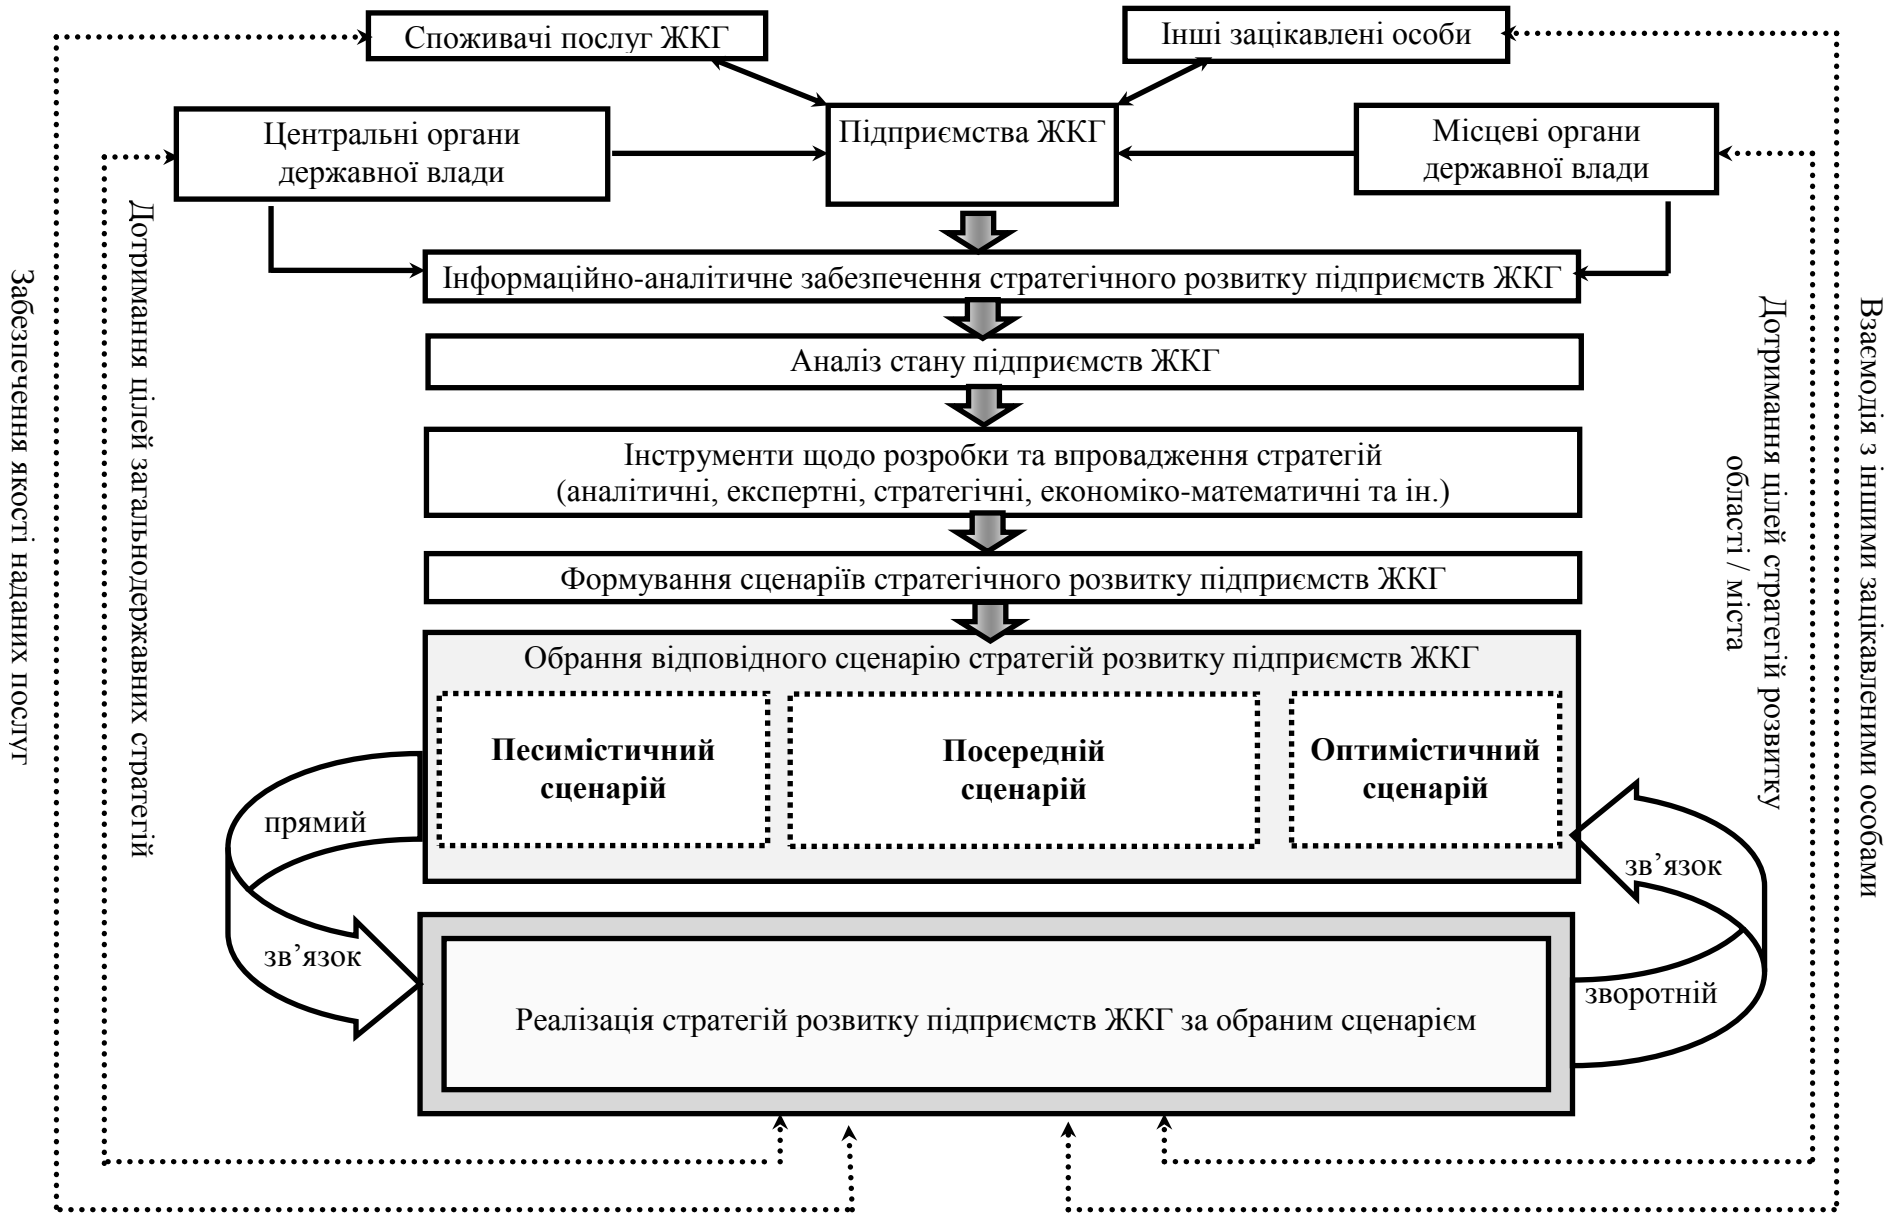 Споживачі послуг ЖКГ
Інші зацікавлені особи
Центральні органи
державної влади
Підприємства ЖКГ
Місцеві органи
державної влади
Інформаційно-аналітичне забезпечення стратегічного розвитку підприємств ЖКГ
Аналіз стану підприємств ЖКГ
Інструменти щодо розробки та впровадження стратегій
(аналітичні, експертні, стратегічні, економіко-математичні та ін.)
Формування сценаріїв стратегічного розвитку підприємств ЖКГ
Обрання відповідного сценарію стратегій розвитку підприємств ЖКГ
Песимістичний
сценарій
Посередній
сценарій
Оптимістичний
сценарій
прямий
зв’язок
зв’язок
зворотній
Реалізація стратегій розвитку підприємств ЖКГ за обраним сценарієм
Забезпечення якості наданих послуг
Дотримання цілей загальнодержавних стратегій
Дотримання цілей стратегій розвитку
області / міста
Взаємодія з іншими зацікавленими особами